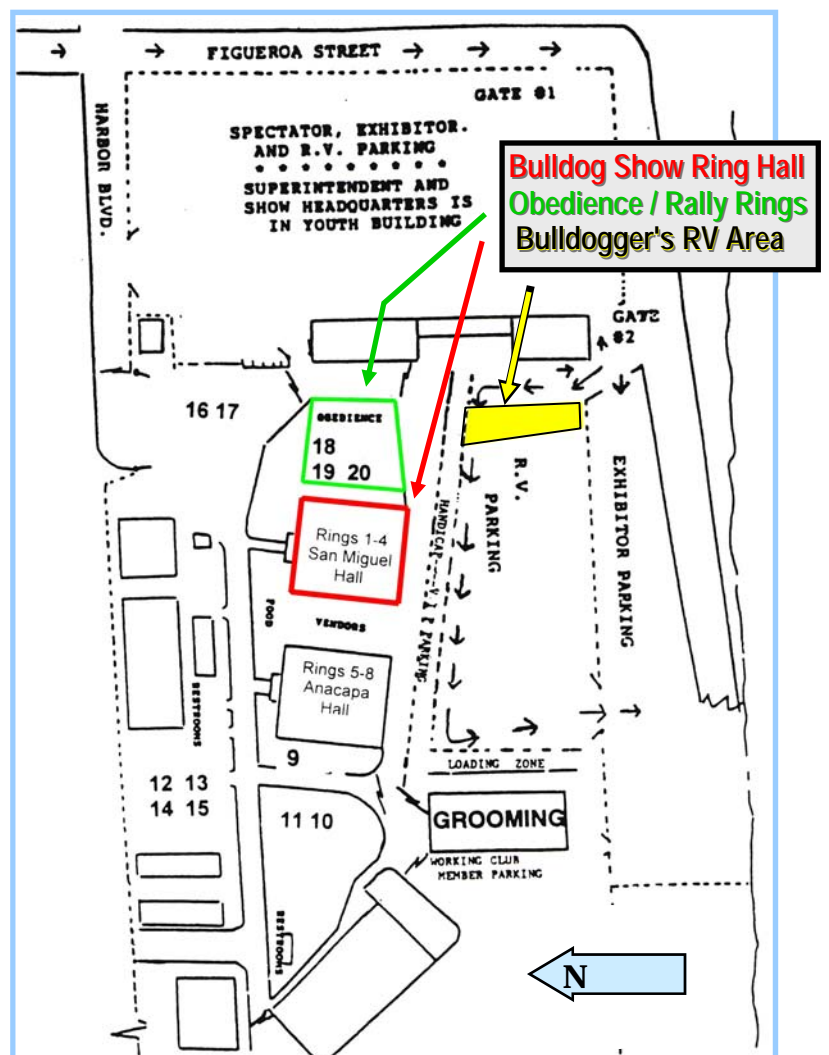 FIGUEROA STREET
HARBOR BLVD.
GATE #1
SPECTATOR, EXHIBITOR.
AND R.V. PARKING
* * * * * * * * *
SUPERINTENDENT AND
SHOW HEADQUARTERS IS
IN YOUTH BUILDING
Bulldog Show Ring Hall
Obedience / Rally Rings
Bulldogger's RV Area
GATE
#2
16 17
OBEDIENCE
18
19 20
Rings 1-4
San Miguel
Hall
FOOD
VENDORS
Rings 5-8
Anacapa
Hall
R.V.
PARKING
EXHIBITOR PARKING
PARKING
RESTROOMS
9
LOADING ZONE
12 13
14 15
11 10
GROOMING
WORKING CLUB
MEMBER PARKING
RESTROOMS
N